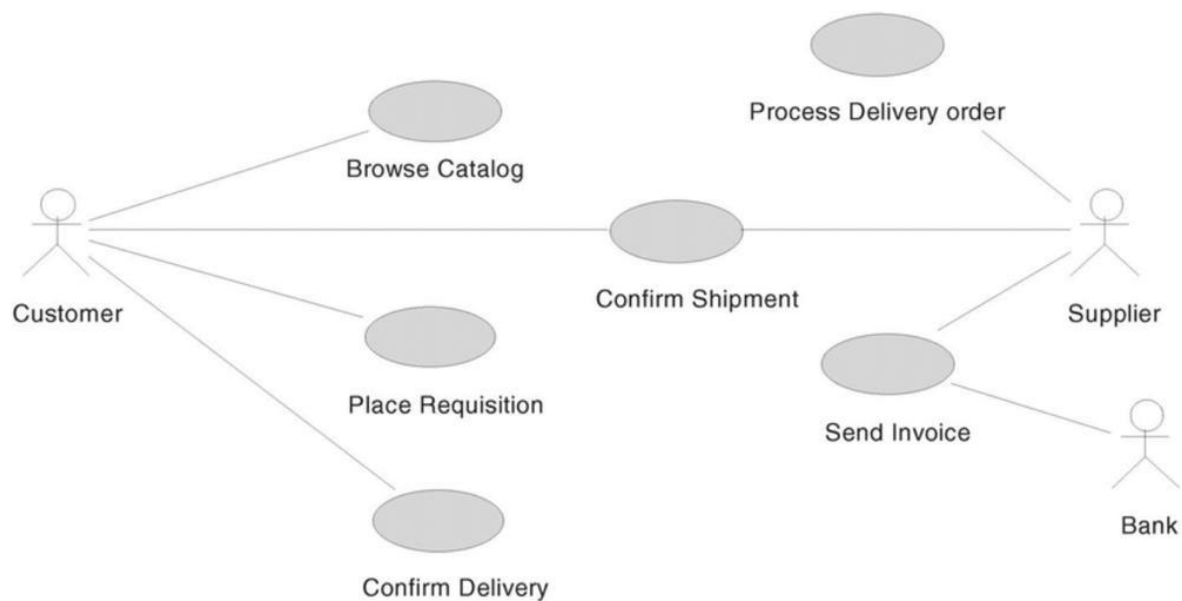 Process Delivery order
Browse Catalog
Customer
Confirm Shipment
Supplier
Place Requisition
Send Invoice
Bank
Confirm Delivery